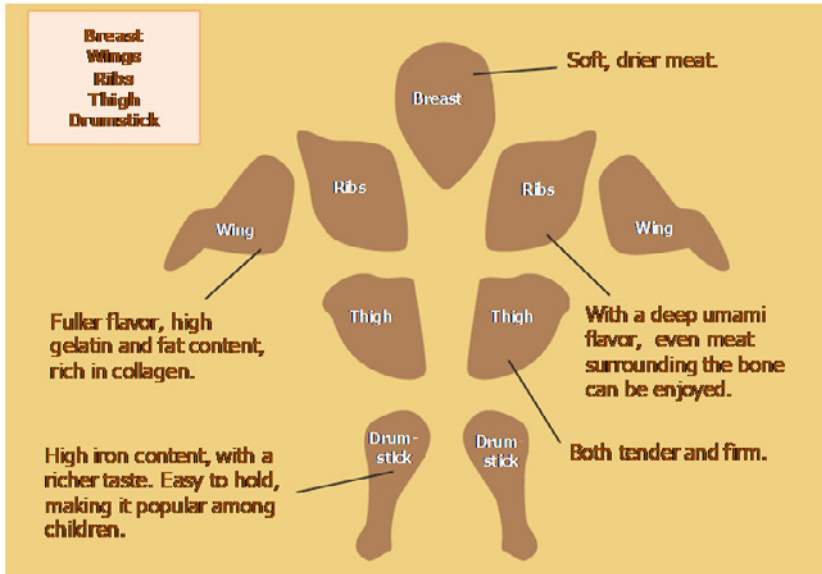 Breast
Wings
Ribs
Thigh
Drumstick
Soft, drier meat.
Breast
Ribs
Ribs
Wing
Wing
Fuller flavor, high
gelatin and fat content,
rich in collagen.
Thigh
Thigh
With a deep umami
flavor, even meat
surrounding the bone
can be enjoyed.
Both tender and firm.
High iron content, with a
richer taste. Easy to hold,
making it popular among
children.
Drum-
stick
Drum-
stick